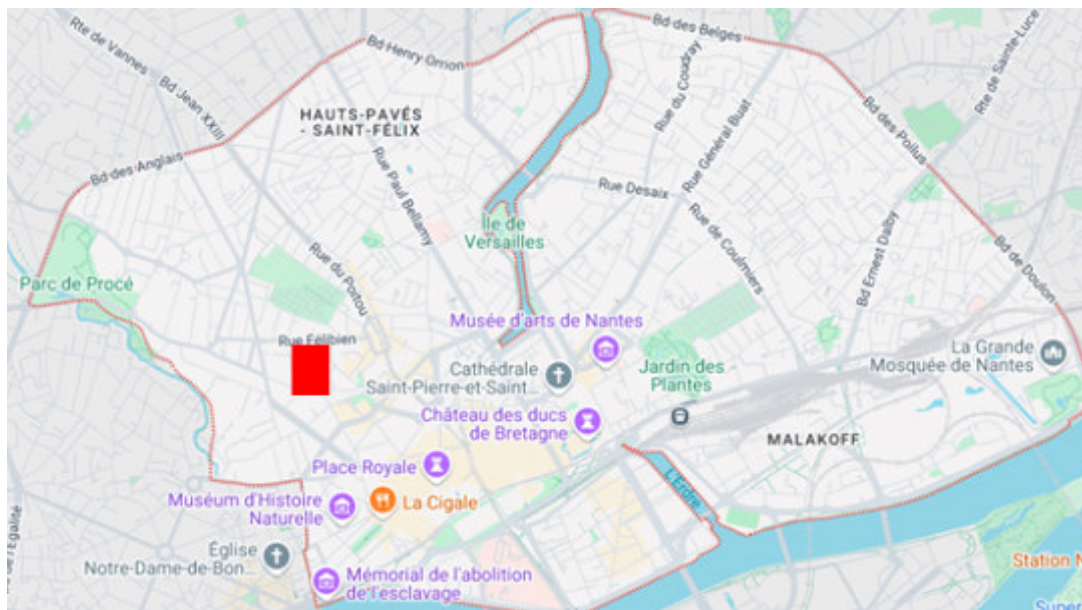 Rte de Vannes
Bd Jean XXIII
Bd Henry Orrion
Bd des Belges
Rte de Sainte-Luce
HAUTS-PAVÉS
- SAINT-FÉLIX
Rue du Coudray
Rue Général Buat
Bd des Poilus
Bd des Anglais
Rue Paul Bellamy
Rue Desaix
Île de
Versailles
Rue de Coulmiers
Bd Ernest Dalby
Bd de Doulon
Parc de Procé
Rue du Poitou
Rue Félibien
Musée d'arts de Nantes
Cathédrale
Saint-Pierre-et-Saint...
Jardin des
Plantes
La Grande
Mosquée de Nantes
Château des ducs
de Bretagne
MALAKOFF
Place Royale
L'Erdre
Muséum d'Histoire
Naturelle
La Cigale
Église
Notre-Dame-de-Bon...
Mémorial de l'abolition
de l'esclavage
de l'Égalité
Station